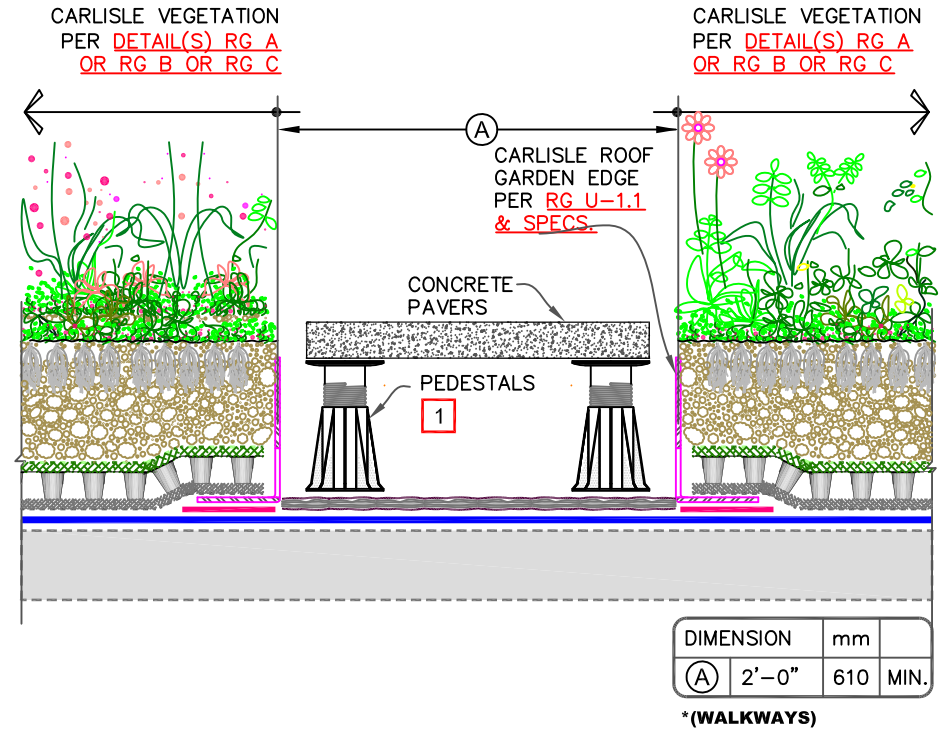 CARLISLE VEGETATION
PER DETAIL(S) RG A
OR RG B OR RG C
CARLISLE VEGETATION
PER DETAIL(S) RG A
OR RG B OR RG C
A
CARLISLE ROOF
GARDEN EDGE
PER RG U-1.1
& SPECS.
CONCRETE
PAVERS
PEDESTALS
1
DIMENSION mm
A 2'-0" 610 MIN.
*(WALKWAYS)